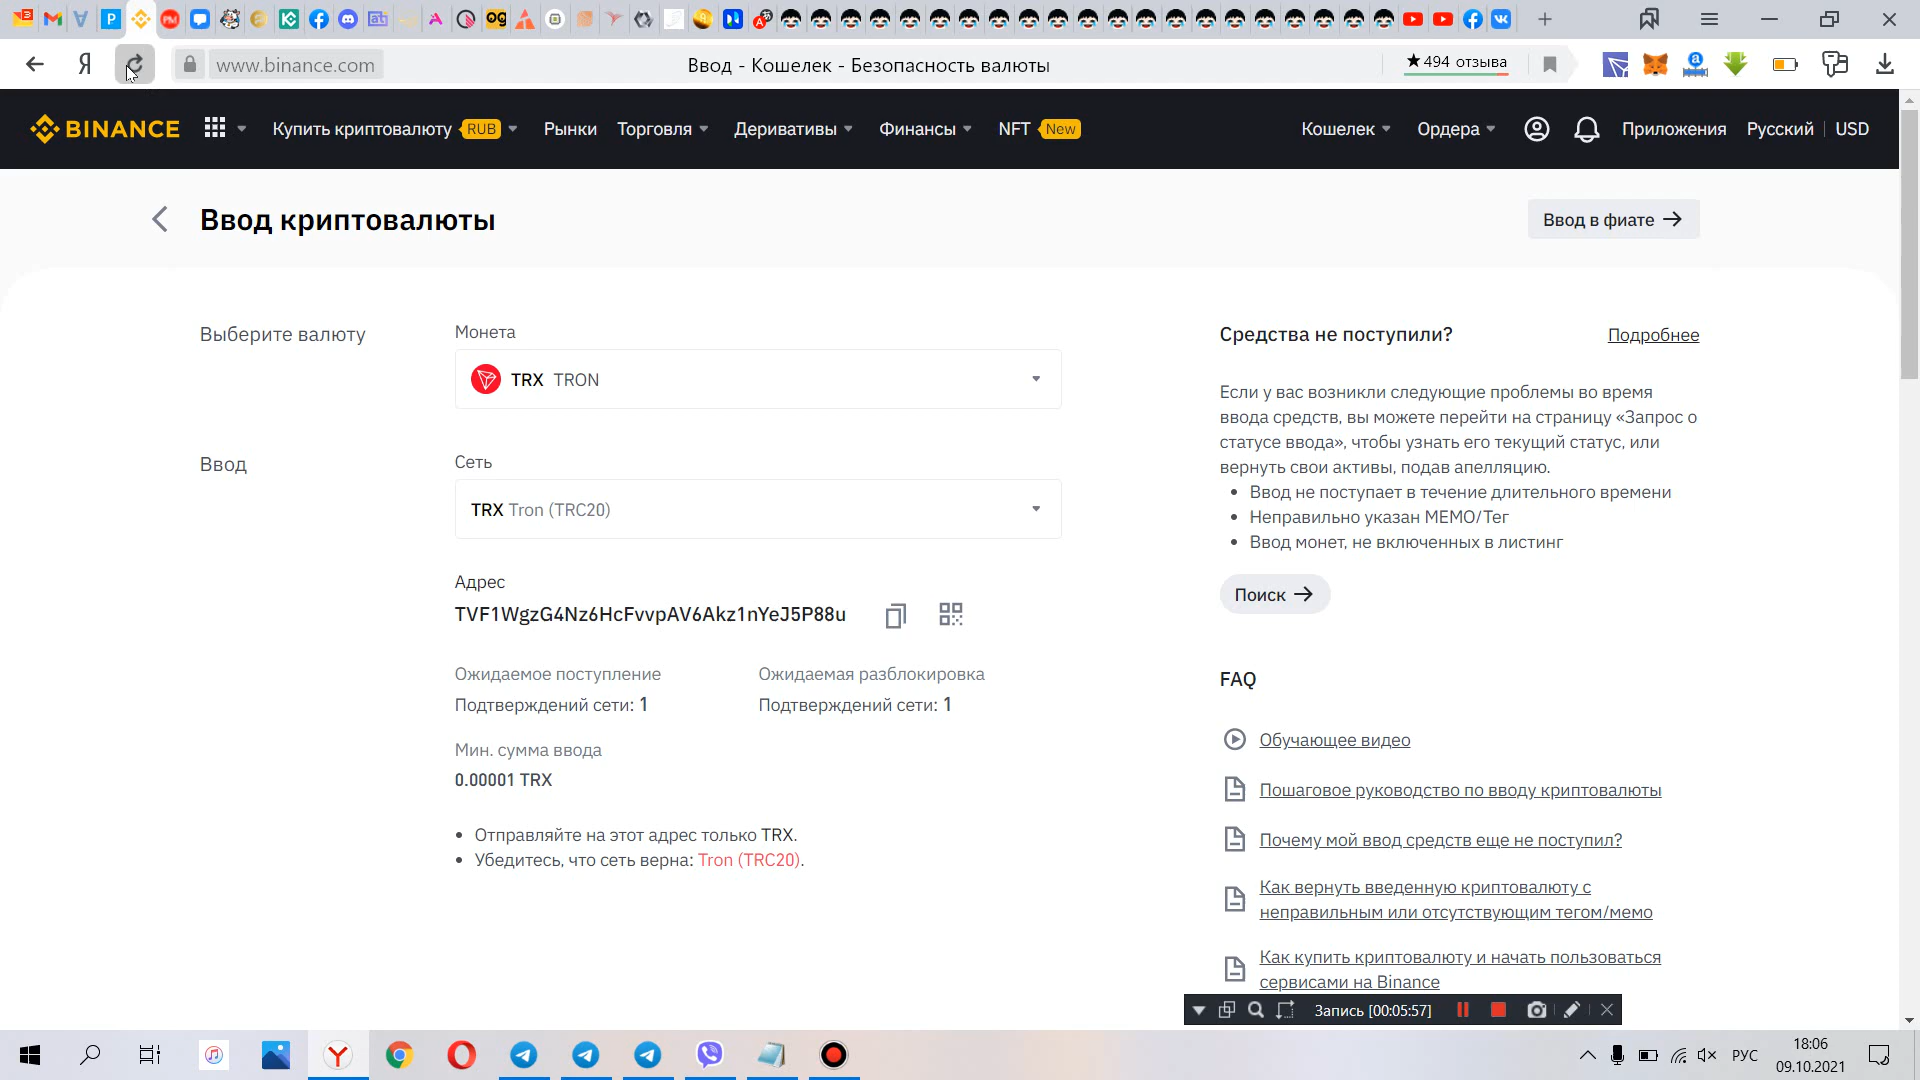 www.binance.com
Ввод - Кошелек - Безопасность валюты
★494 отзыва
BINANCE
Купить криптовалюту RUB
Рынки
Торговля
Деривативы
Финансы
NFT New
Кошелек
Ордера
Приложения
Русский
USD
Ввод криптовалюты
Ввод в фиате →
Выберите валюту
Монета
TRX TRON
Ввод
Сеть
TRX Tron (TRC20)
Адрес
TVF1WgzG4Nz6HcFvvpAV6Akz1nYeJ5P88u
Ожидаемое поступление
Подтверждений сети: 1
Ожидаемая разблокировка
Подтверждений сети: 1
Мин. сумма ввода
0.00001 TRX
• Отправляйте на этот адрес только TRX.
• Убедитесь, что сеть верна: Tron (TRC20).
Средства не поступили?
Подробнее
Если у вас возникли следующие проблемы во время
ввода средств, вы можете перейти на страницу «Запрос о
статусе ввода», чтобы узнать его текущий статус, или
вернуть свои активы, подав апелляцию.
• Ввод не поступает в течение длительного времени
• Неправильно указан МЕМО/Тег
• Ввод монет, не включенных в листинг
Поиск →
FAQ
Обучающее видео
Пошаговое руководство по вводу криптовалюты
Почему мой ввод средств еще не поступил?
Как вернуть введенную криптовалюту с
неправильным или отсутствующим тегом/мемо
Как купить криптовалюту и начать пользоваться
сервисами на Binance
Запись [00:05:57]
РУС
18:06
09.10.2021